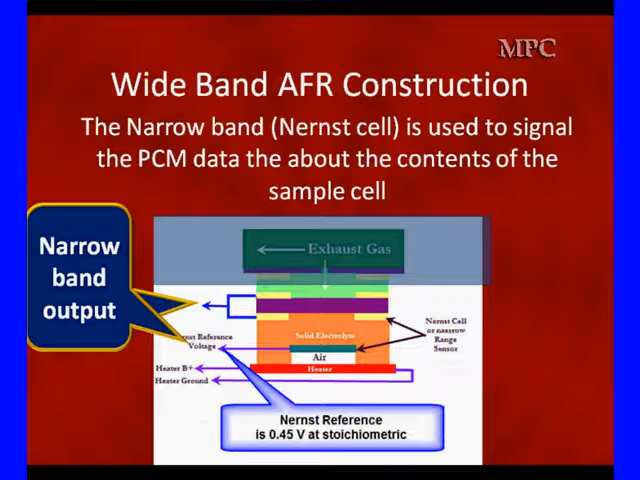 MPC
Wide Band AFR Construction
The Narrow band (Nernst cell) is used to signal
the PCM data the about the contents of the
sample cell
Narrow
band
output
Exhaust Gas
Solid Electrolyte
Air
Heater
Reference
Voltage
Heater B+
Heater Ground
Nernst Cell
or narrow
Range
Sensor
Nernst Reference
is 0.45 V at stoichiometric